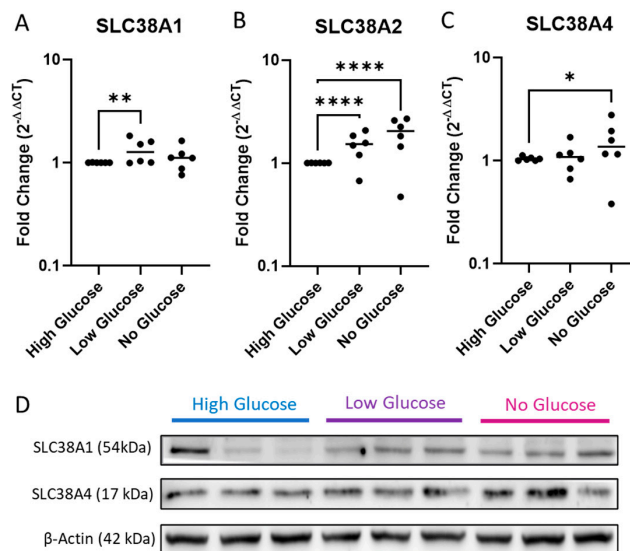 A
SLC38A1
Fold Change (2-ΔΔCT)
10
1
0.1
**
High Glucose
Low Glucose
No Glucose
B
SLC38A2
Fold Change (2-ΔΔCT)
10
1
0.1
****
****
High Glucose
Low Glucose
No Glucose
C
SLC38A4
Fold Change (2-ΔΔCT)
10
1
0.1
*
High Glucose
Low Glucose
No Glucose
D
High Glucose Low Glucose No Glucose
SLC38A1 (54kDa)
SLC38A4 (17 kDa)
β-Actin (42 kDa)